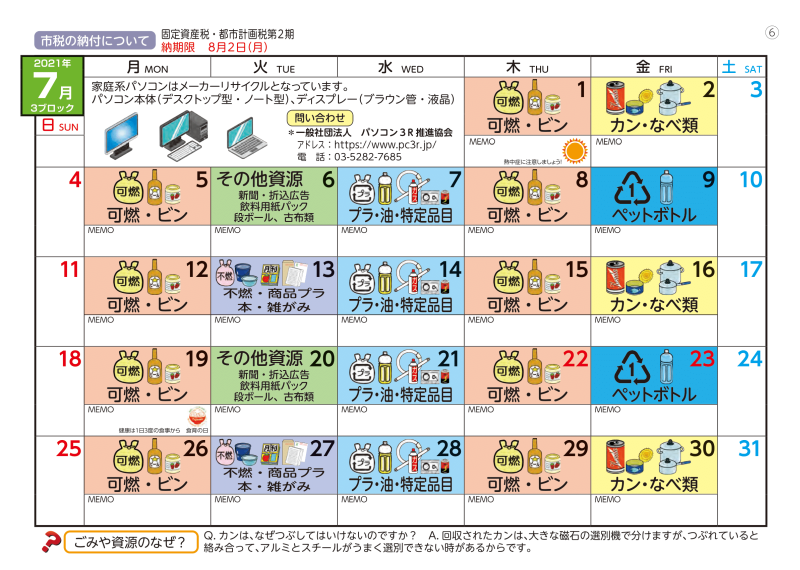 ⑥
市税の納付について
固定資産税・都市計画税第2期
納期限 8月2日(月)
2021年
7月
3ブロック
日 SUN
月 MON
火 TUE
水 WED
木 THU
金 FRI
土 SAT
家庭系パソコンはメーカーリサイクルとなっています。
パソコン本体(デスクトップ型・ノート型)、ディスプレー(ブラウン管・液晶)
問い合わせ
*一般社団法人 パソコン3R推進協会
アドレス：https://www.pc3r.jp/
電 話：03-5282-7685
1
可燃
可燃・ビン
MEMO
熱中症に注意しましょう!
2
カン・なべ類
MEMO
3
4
5
可燃
可燃・ビン
MEMO
その他資源 6
新聞・折込広告
飲料用紙パック
段ボール、古布類
MEMO
7
プラ
プラ・油・特定品目
MEMO
8
可燃
可燃・ビン
MEMO
9
1
ペットボトル
MEMO
10
11
12
可燃
可燃・ビン
MEMO
13
不燃
月刊
不燃・商品プラ
本・雑がみ
MEMO
14
プラ
プラ・油・特定品目
MEMO
15
可燃
可燃・ビン
MEMO
16
カン・なべ類
MEMO
17
18
19
可燃
可燃・ビン
MEMO
健康は1日3度の食事から 食育の日
その他資源 20
新聞・折込広告
飲料用紙パック
段ボール、古布類
MEMO
21
プラ
プラ・油・特定品目
MEMO
22
可燃
可燃・ビン
MEMO
23
1
ペットボトル
MEMO
24
25
26
可燃
可燃・ビン
MEMO
27
不燃
月刊
不燃・商品プラ
本・雑がみ
MEMO
28
プラ
プラ・油・特定品目
MEMO
29
可燃
可燃・ビン
MEMO
30
カン・なべ類
MEMO
31
ごみや資源のなぜ？
Q. カンは、なぜつぶしてはいけないのですか？ A. 回収されたカンは、大きな磁石の選別機で分けますが、つぶれていると
絡み合って、アルミとスチールがうまく選別できない時があるからです。